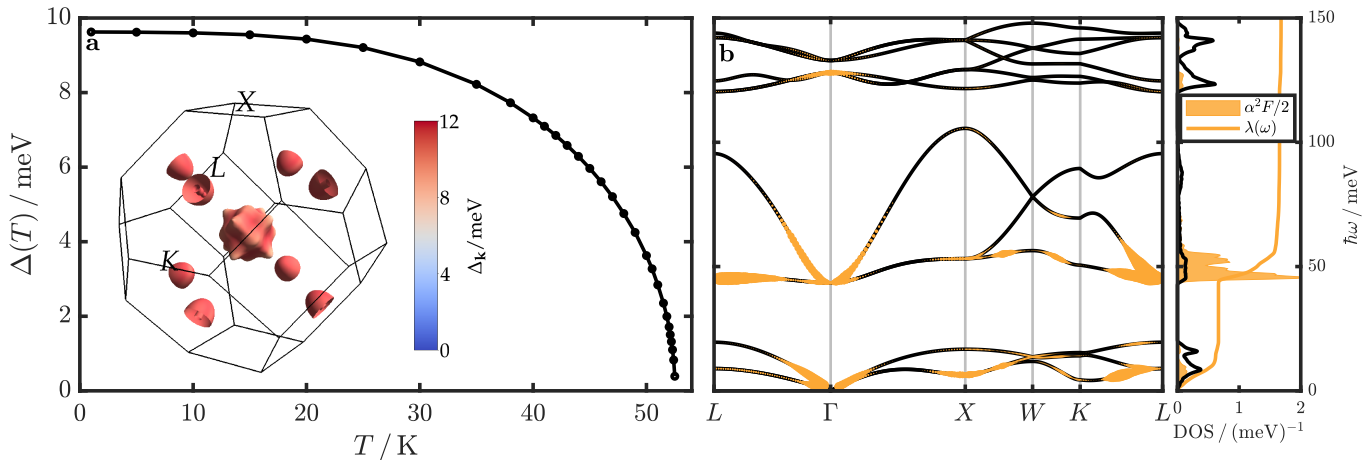 a
Δ(T) / meV
10
8
6
4
2
0
0
10
20
30
40
50
T / K
X
L
K
12
8
4
0
Δk/meV
b
L
Γ
X
W
K
L
α²F/2
λ(ω)
150
100
50
0
ħω / meV
0
1
2
DOS / (meV)⁻¹